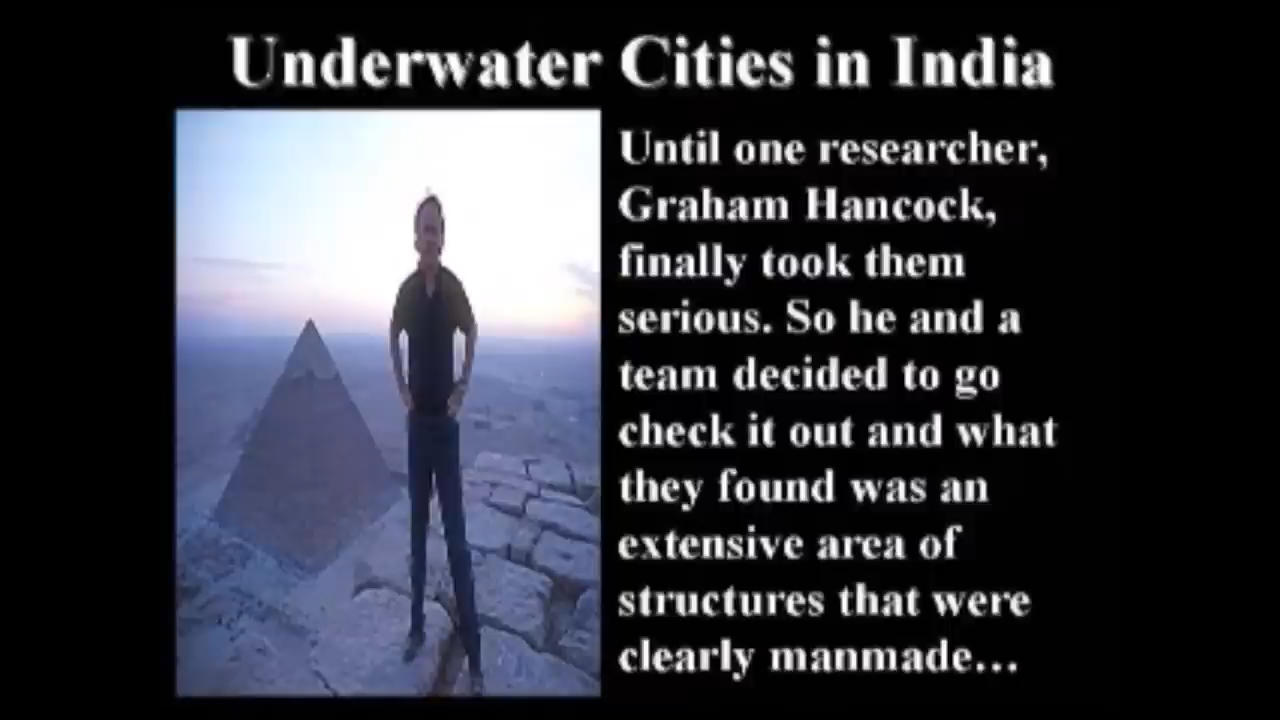 Underwater Cities in India
Until one researcher,
Graham Hancock,
finally took them
serious. So he and a
team decided to go
check it out and what
they found was an
extensive area of
structures that were
clearly manmade...